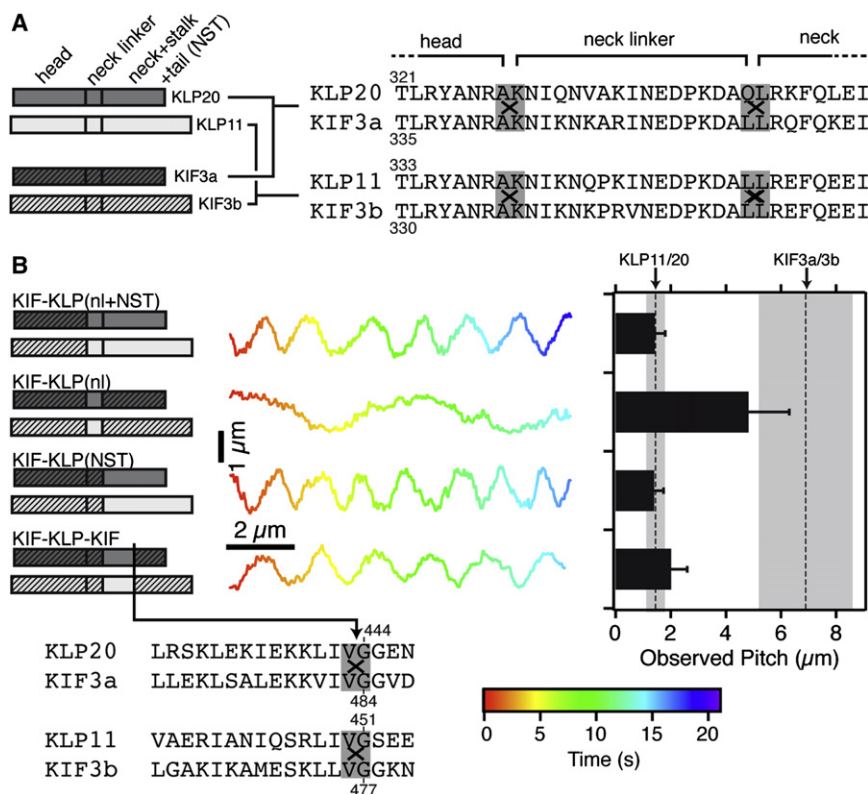 A
head
neck linker
neck+stalk
+tail (NST)
KLP20
KLP11
KIF3a
KIF3b
head
neck linker
neck
321
KLP20 TLRYANRAKNIQNVAKINEDPKDAQLRKFQLEI
KIF3a TLRYANRAKNIKNKARINEDPKDALLRQFQKEI
335
333
KLP11 TLRYANRAKNIKNQPKINEDPKDALLREFQEEI
KIF3b TLRYANRAKNIKNKPRVNEDPKDALLREFQEEI
330
B
KIF-KLP(nl+NST)
KIF-KLP(nl)
KIF-KLP(NST)
KIF-KLP-KIF
1 µm
2 µm
KLP11/20
KIF3a/3b
0 2 4 6 8
Observed Pitch (µm)
444
KLP20 LRSKLEKIEKKLIVGGEN
KIF3a LLEKLSALEKKVIVGGVD
484
451
KLP11 VAERIANIQSRLIVGSEE
KIF3b LGAKIKAMESKLLVGGKN
477
0 5 10 15 20
Time (s)